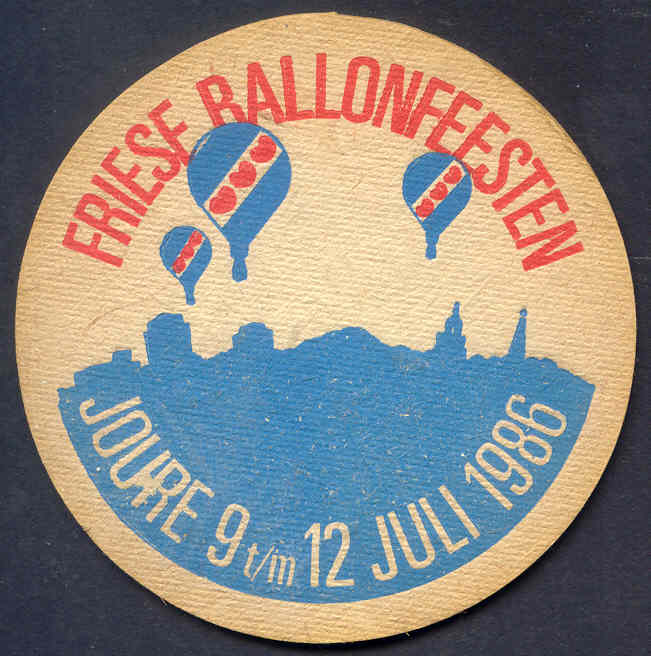 FRIESE BALLONFEESTEN
JOURE 9 t/m 12 JULI 1986